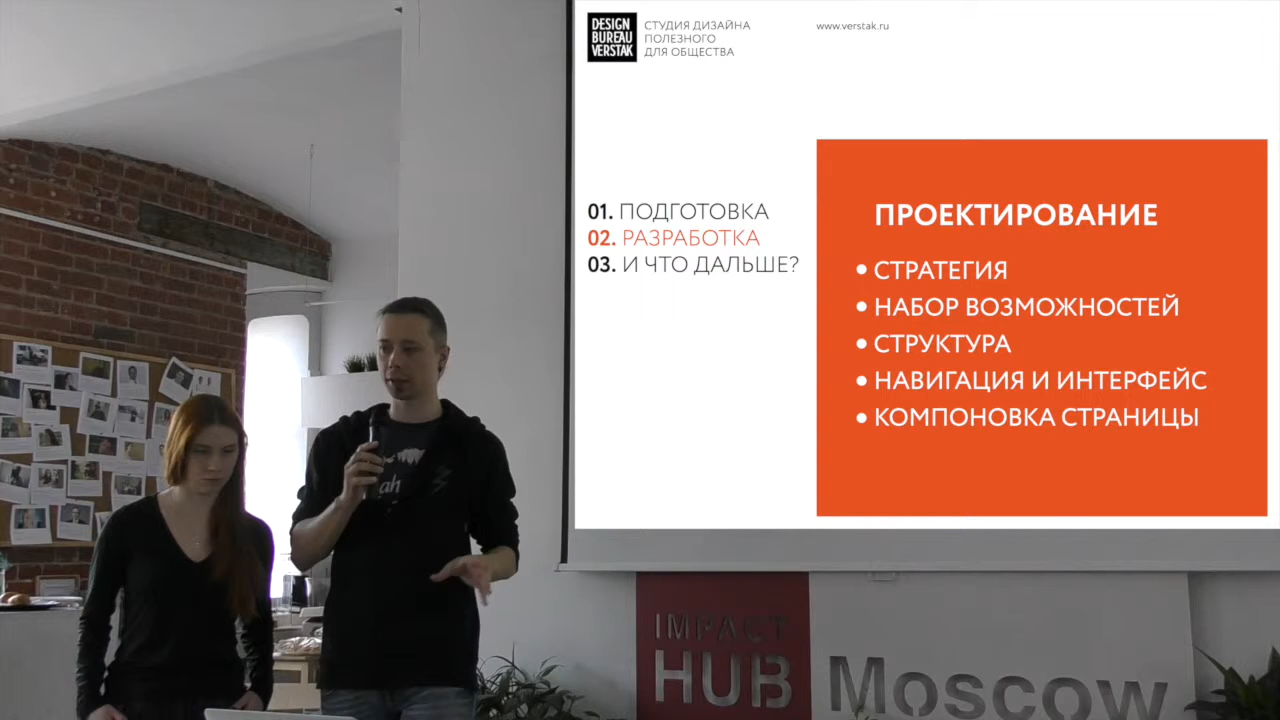 DESIGN
BUREAU
VERSTAK
СТУДИЯ ДИЗАЙНА
ПОЛЕЗНОГО
ДЛЯ ОБЩЕСТВА
www.verstak.ru
01. ПОДГОТОВКА
02. РАЗРАБОТКА
03. И ЧТО ДАЛЬШЕ?
ПРОЕКТИРОВАНИЕ
• СТРАТЕГИЯ
• НАБОР ВОЗМОЖНОСТЕЙ
• СТРУКТУРА
• НАВИГАЦИЯ И ИНТЕРФЕЙС
• КОМПОНОВКА СТРАНИЦЫ
IMPACT
HUB
Moscow